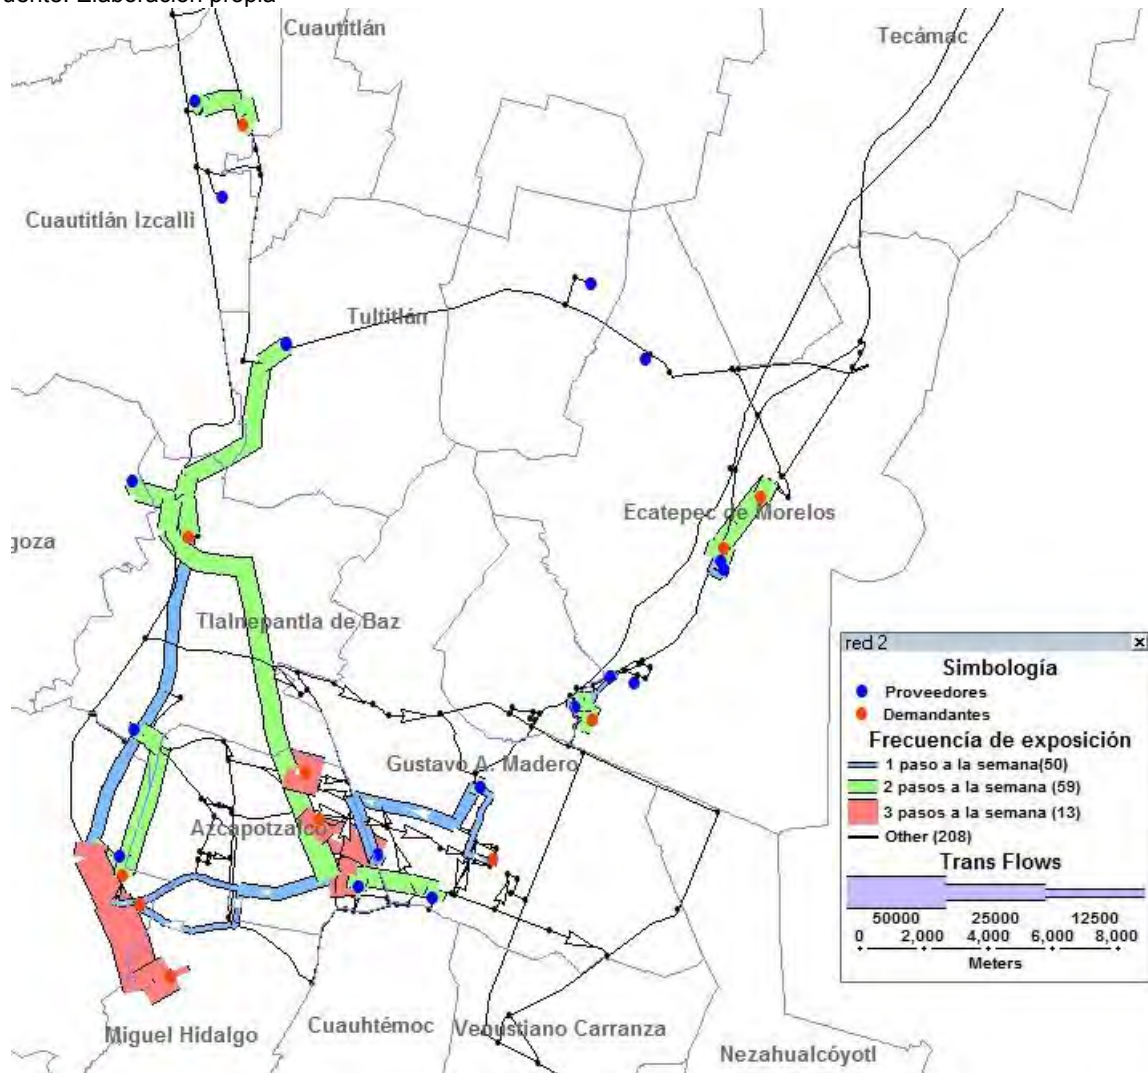 Elaboración propia
Cuautitlán
Tecámac
Cuautitlán Izcalli
Tultitlán
Ecatepec de Morelos
goza
Tlalnepantla de Baz
Gustavo A. Madero
Azcapotzalco
Miguel Hidalgo
Cuauhtémoc
Venustiano Carranza
Nezahualcóyotl
red 2
x
Simbología
Proveedores
Demandantes
Frecuencía de exposición
1 paso a la semana(50)
2 pasos a la semana (59)
3 pasos a la semana (13)
Other (208)
Trans Flows
50000 25000 12500
0 2,000 4,000 6,000 8,000
Meters